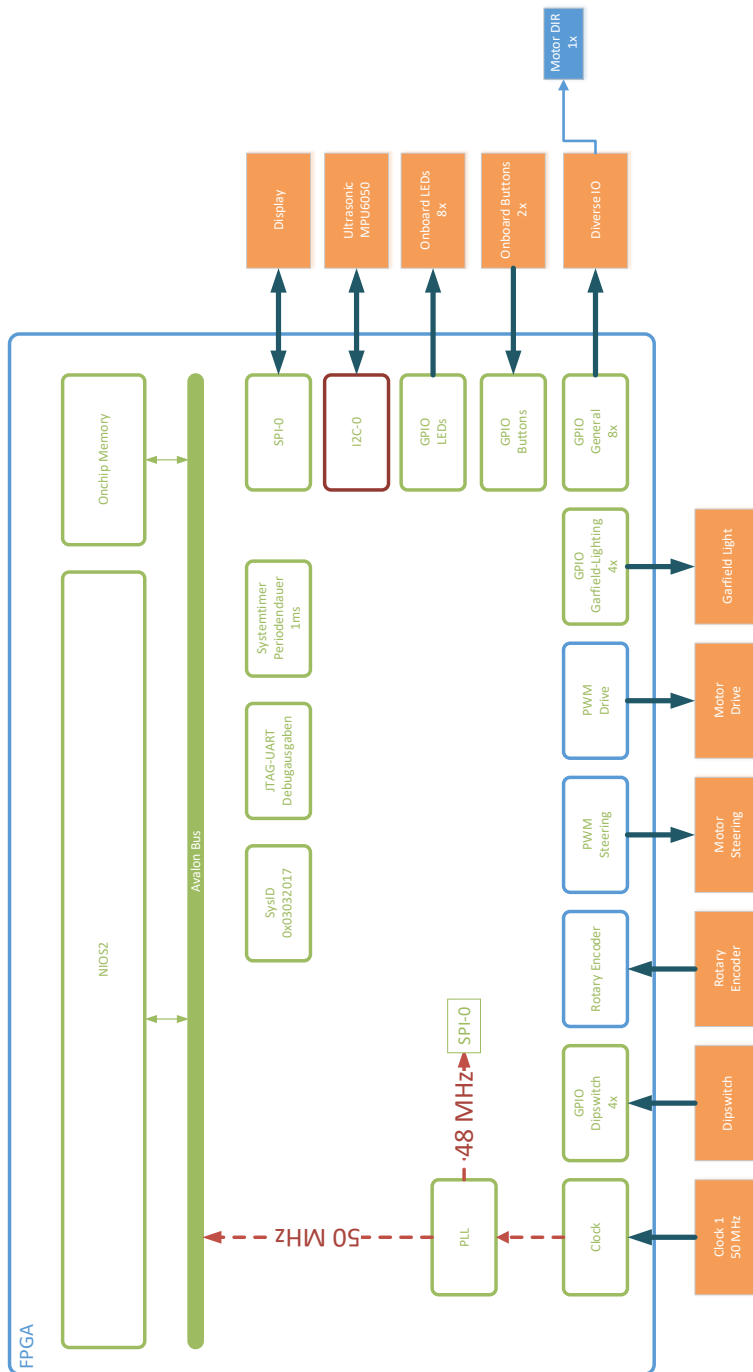 FPGA
NIOS2
Onchip Memory
Avalon Bus
SysID
0x03032017
JTAG-UART
Debugausgaben
Systemtimer
Periodendauer
1ms
SPI-0
Display
I2C-0
Ultrasonic
MPU6050
GPIO
LEDs
Onboard LEDs
8x
GPIO
Buttons
Onboard Buttons
2x
GPIO
General
8x
Diverse IO
Motor DIR
1x
50 MHz
PLL
48 MHz
SPI-0
Clock
GPIO
Dipswitch
4x
Rotary Encoder
PWM
Steering
PWM
Drive
GPIO
Garfield-Lighting
4x
Clock 1
50 MHz
Dipswitch
Rotary
Encoder
Motor
Steering
Motor
Drive
Garfield Light